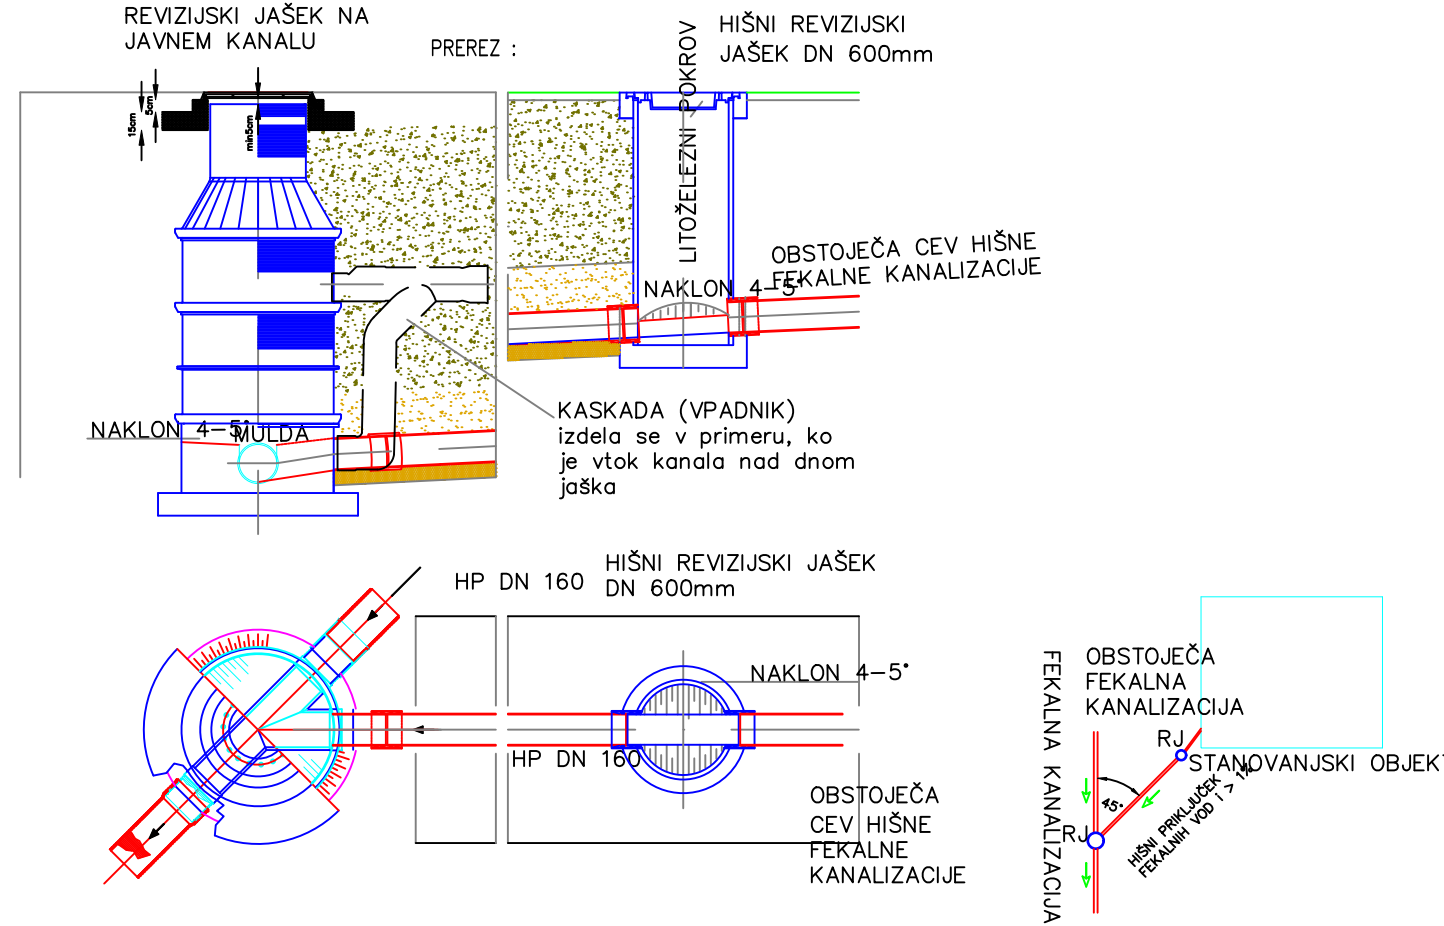 REVIZIJSKI JAŠEK NA
JAVNEM KANALU
PREREZ :
HIŠNI REVIZIJSKI
JAŠEK DN 600mm
LITOŽELEZNI POKROV
15cm
5cm
min5cm
OBSTOJEČA CEV HIŠNE
FEKALNE KANALIZACIJE
NAKLON 4-5°
NAKLON 4-5°
MULDA
KASKADA (VPADNIK)
izdela se v primeru, ko
je vtok kanala nad dnom
jaška
HP DN 160
HIŠNI REVIZIJSKI JAŠEK
DN 600mm
NAKLON 4-5°
HP DN 160
OBSTOJEČA
CEV HIŠNE
FEKALNE
KANALIZACIJE
FEKALNA KANALIZACIJA
OBSTOJEČA
FEKALNA
KANALIZACIJA
RJ
STANOVANJSKI OBJEKT
45°
RJ
HIŠNI PRIKLJUČEK
FEKALNIH VOD i > 1%